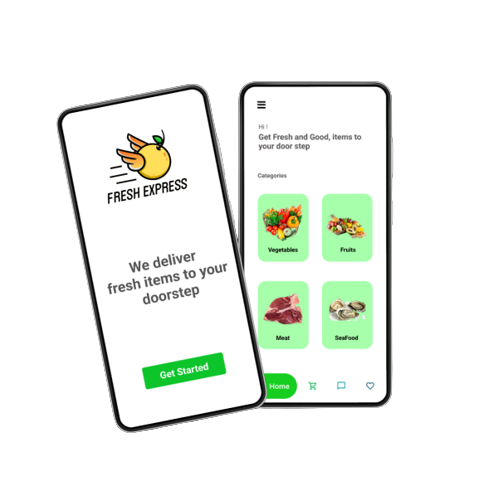 FRESH EXPRESS
We deliver
fresh items to your
doorstep
Get Started
Hi !
Get Fresh and Good, items to
your door step
Categories
Vegetables
Fruits
Meat
SeaFood
Home